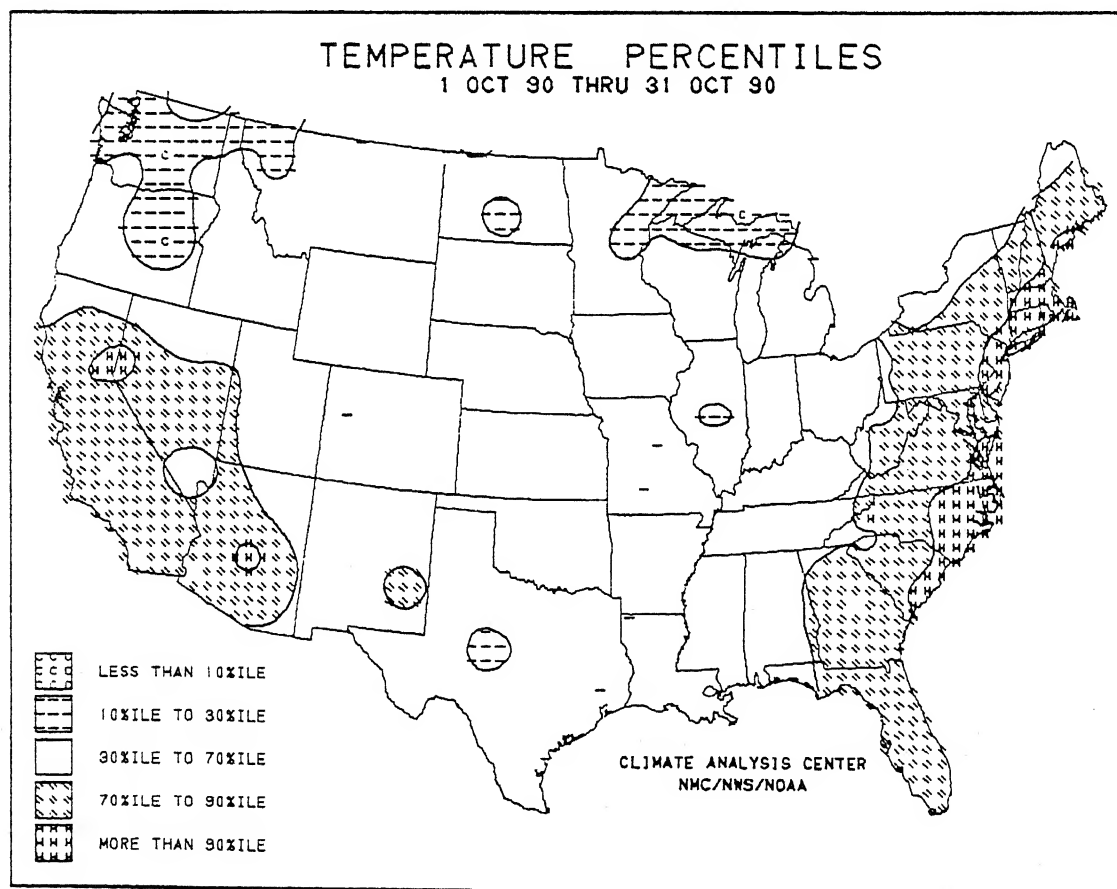 TEMPERATURE PERCENTILES
1 OCT 90 THRU 31 OCT 90
C
C
C
H H H
H H
LESS THAN 10%ILE
10%ILE TO 30%ILE
30%ILE TO 70%ILE
70%ILE TO 90%ILE
MORE THAN 90%ILE
CLIMATE ANALYSIS CENTER
NMC/NWS/NOAA